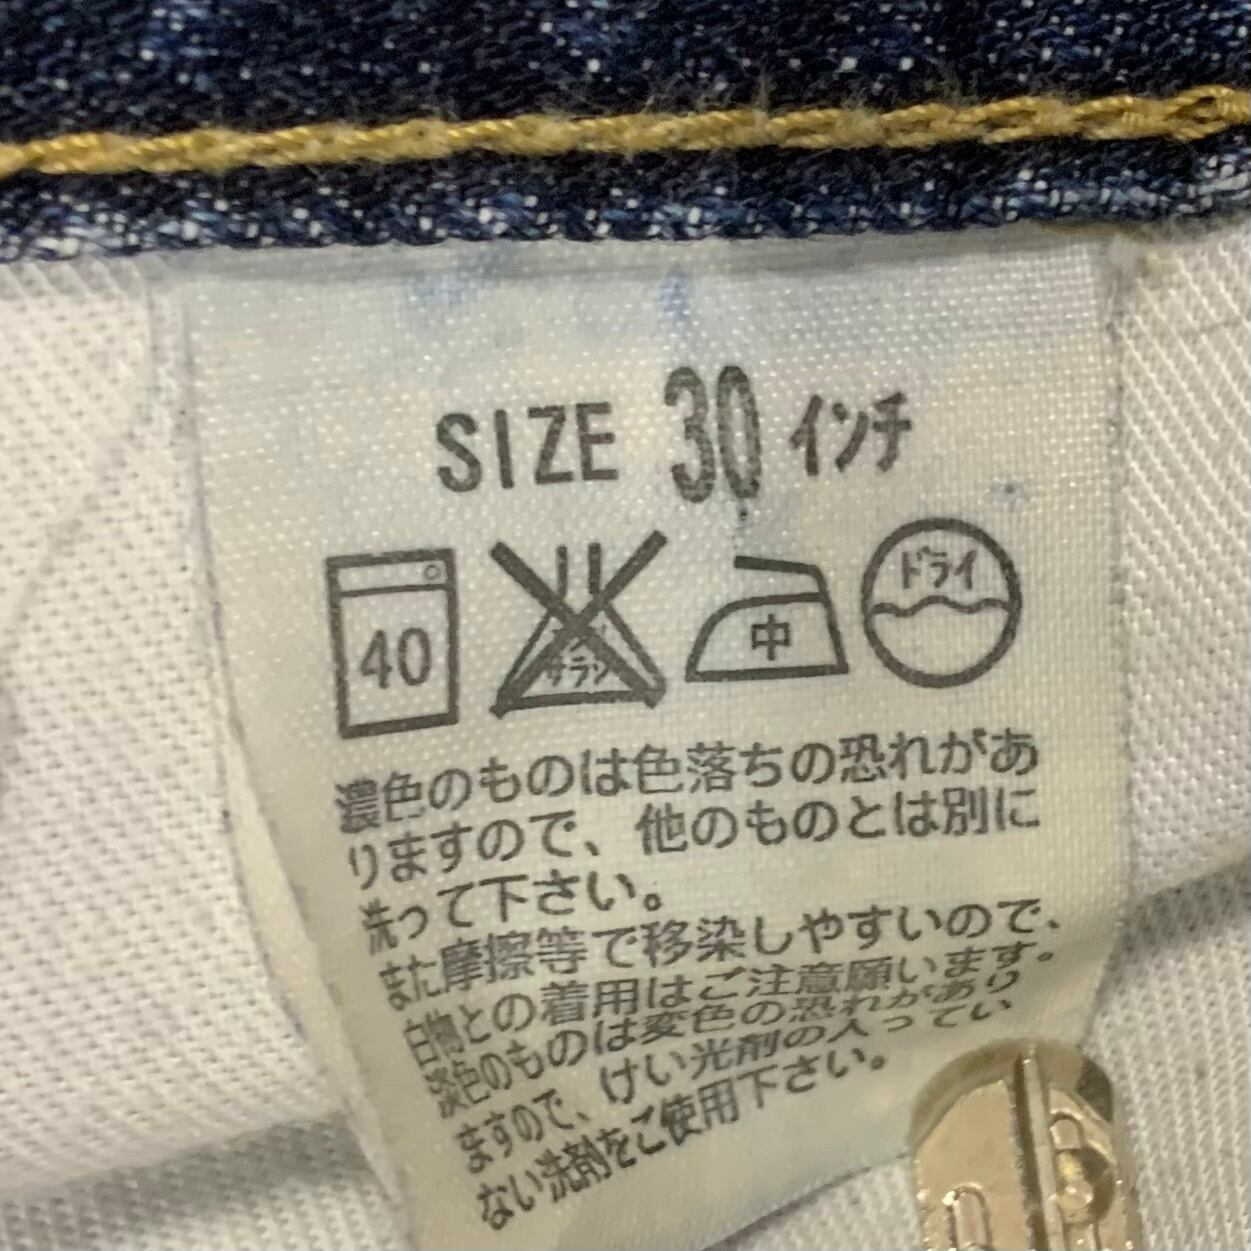 SIZE 30 インチ
40 サラシ 中 ドライ
濃色のものは色落ちの恐れがあ
りますので、他のものとは別に
洗って下さい。
また摩擦等で移染しやすいので、
白物との着用はご注意願います。
淡色のものは変色の恐れがあり
ますので、けい光剤の入ってい
ない洗剤をご使用下さい。